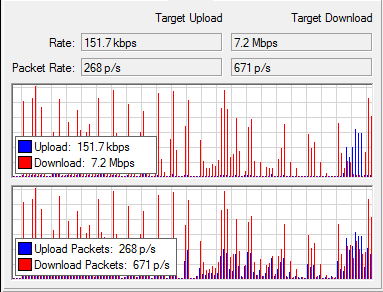 Target Upload Target Download
Rate: 151.7 kbps 7.2 Mbps
Packet Rate: 268 p/s 671 p/s
Upload: 151.7 kbps
Download: 7.2 Mbps
Upload Packets: 268 p/s
Download Packets: 671 p/s